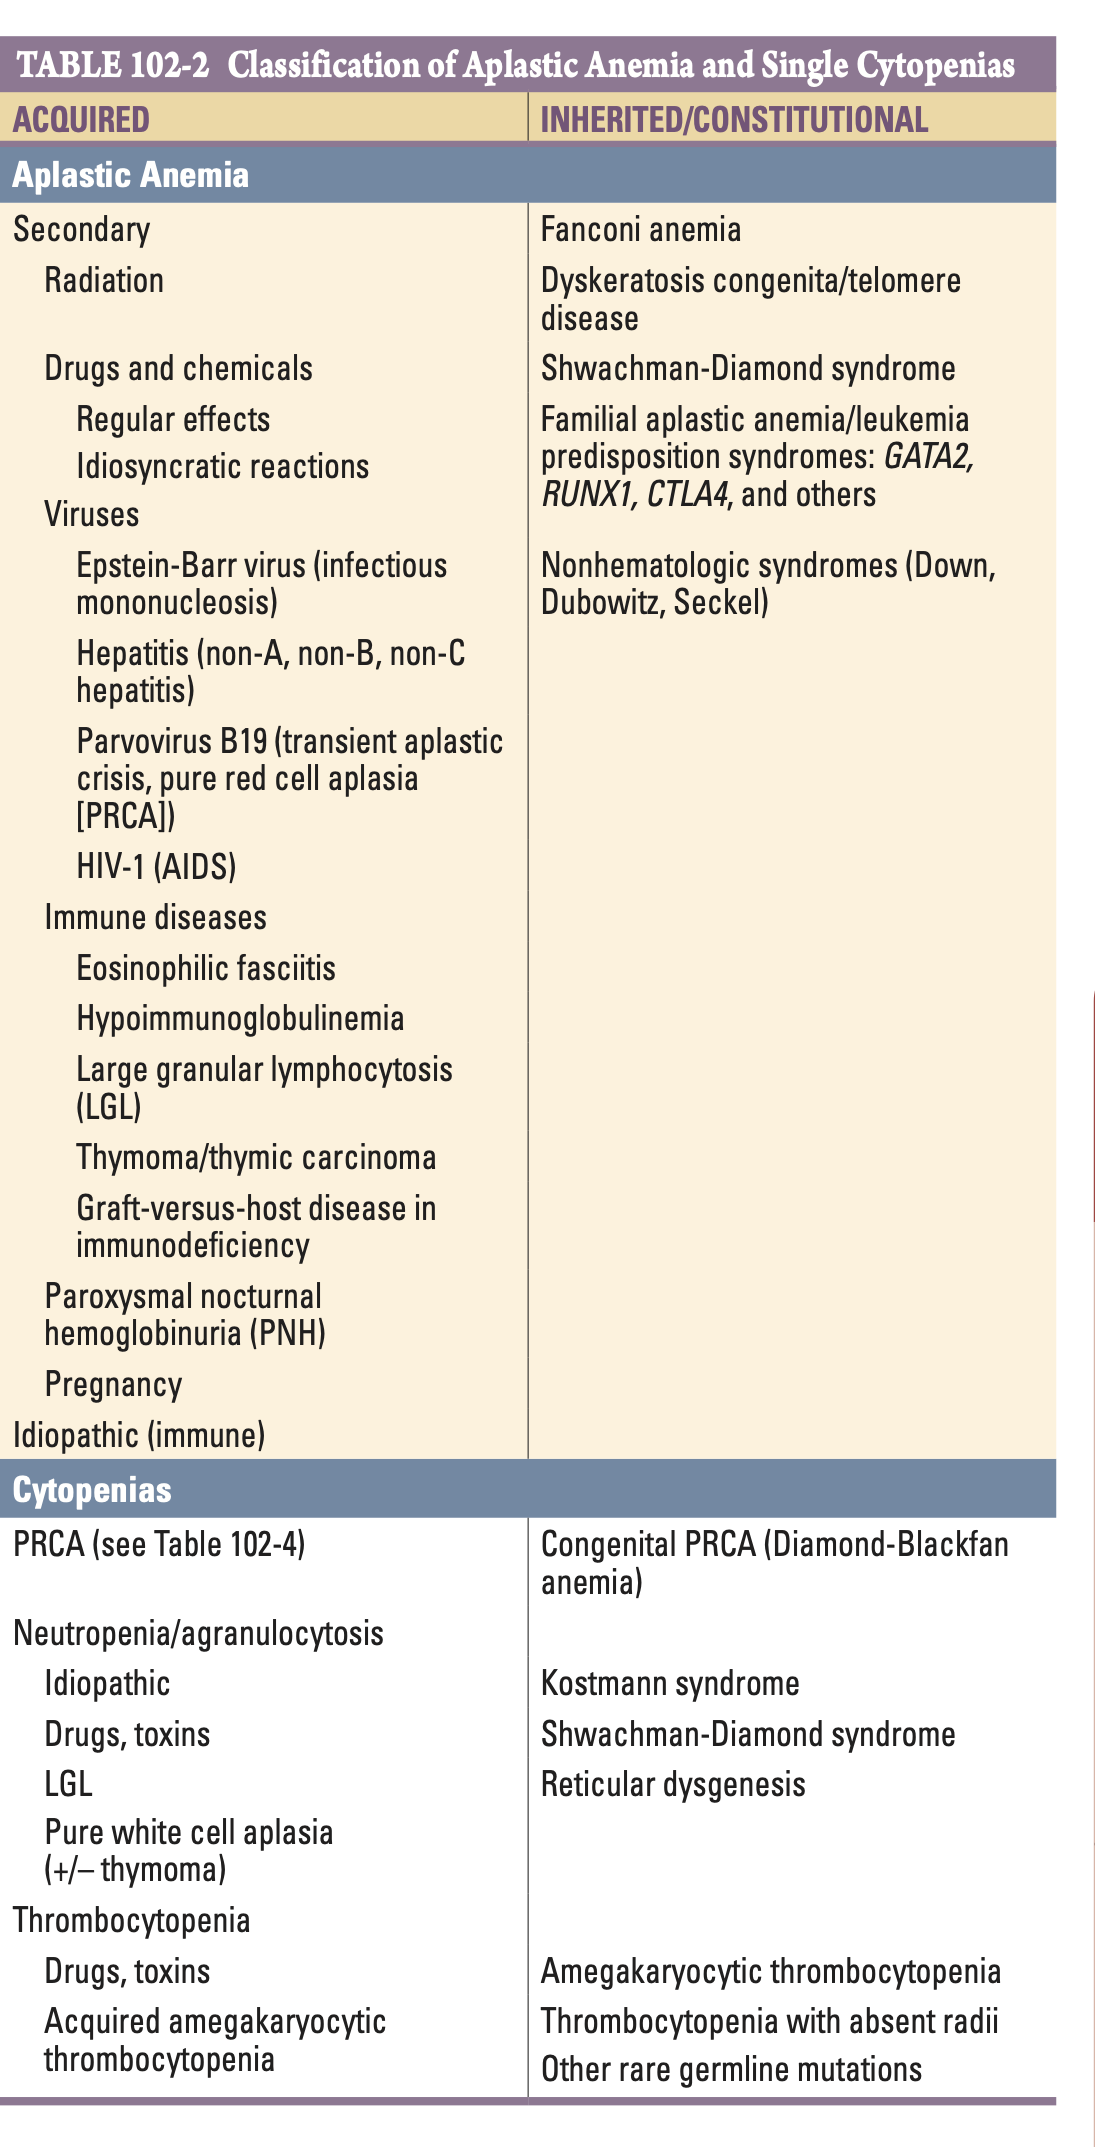 TABLE 102-2 Classification of Aplastic Anemia and Single Cytopenias
ACQUIRED
INHERITED/CONSTITUTIONAL
Aplastic Anemia
Secondary
Fanconi anemia
Radiation
Dyskeratosis congenita/telomere
disease
Drugs and chemicals
Shwachman-Diamond syndrome
Regular effects
Idiosyncratic reactions
Familial aplastic anemia/leukemia
predisposition syndromes: GATA2,
RUNX1, CTLA4, and others
Viruses
Epstein-Barr virus (infectious
mononucleosis)
Nonhematologic syndromes (Down,
Dubowitz, Seckel)
Hepatitis (non-A, non-B, non-C
hepatitis)
Parvovirus B19 (transient aplastic
crisis, pure red cell aplasia
[PRCA])
HIV-1 (AIDS)
Immune diseases
Eosinophilic fasciitis
Hypoimmunoglobulinemia
Large granular lymphocytosis
(LGL)
Thymoma/thymic carcinoma
Graft-versus-host disease in
immunodeficiency
Paroxysmal nocturnal
hemoglobinuria (PNH)
Pregnancy
Idiopathic (immune)
Cytopenias
PRCA (see Table 102-4)
Congenital PRCA (Diamond-Blackfan
anemia)
Neutropenia/agranulocytosis
Idiopathic
Kostmann syndrome
Drugs, toxins
Shwachman-Diamond syndrome
LGL
Reticular dysgenesis
Pure white cell aplasia
(+/– thymoma)
Thrombocytopenia
Drugs, toxins
Amegakaryocytic thrombocytopenia
Acquired amegakaryocytic
thrombocytopenia
Thrombocytopenia with absent radii
Other rare germline mutations